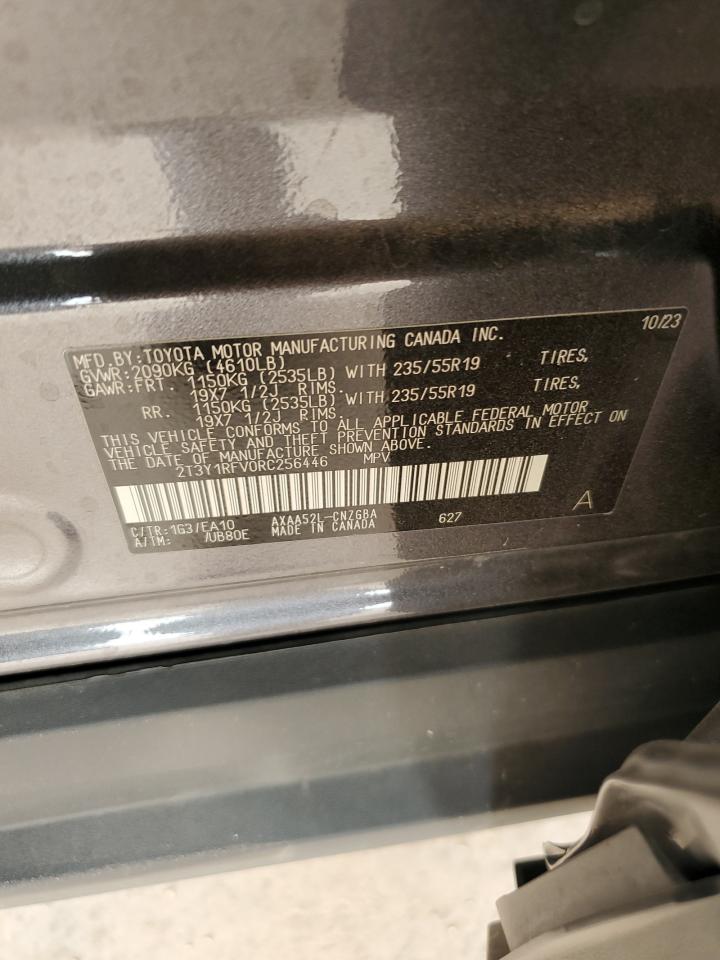 MFD.BY:TOYOTA MOTOR MANUFACTURING CANADA INC. 10/23
GVWR:2090KG (4610LB)
GAWR:FRT. 1150KG (2535LB) WITH 235/55R19 TIRES,
19X7 1/2J RIMS.
RR. 1150KG (2535LB) WITH 235/55R19 TIRES,
19X7 1/2J RIMS.
THIS VEHICLE CONFORMS TO ALL APPLICABLE FEDERAL MOTOR
VEHICLE SAFETY AND THEFT PREVENTION STANDARDS IN EFFECT ON
THE DATE OF MANUFACTURE SHOWN ABOVE.
2T3Y1RFV0RC256446 MPV
C/TR:1G3/EA10 AXAA52L-CNZGBA 627 A
A/TM: /UB80E MADE IN CANADA